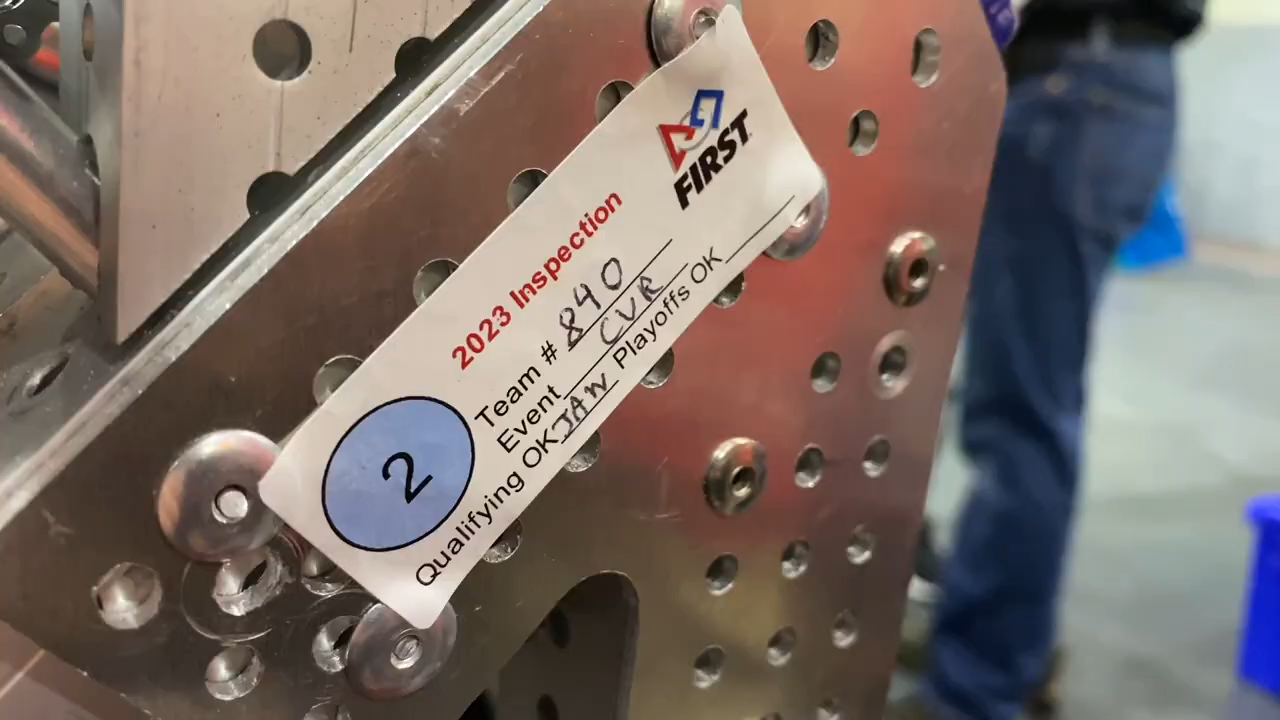 FIRST
2023 Inspection
Team # 840
Event CVR
Qualifying OK JAW Playoffs OK
2